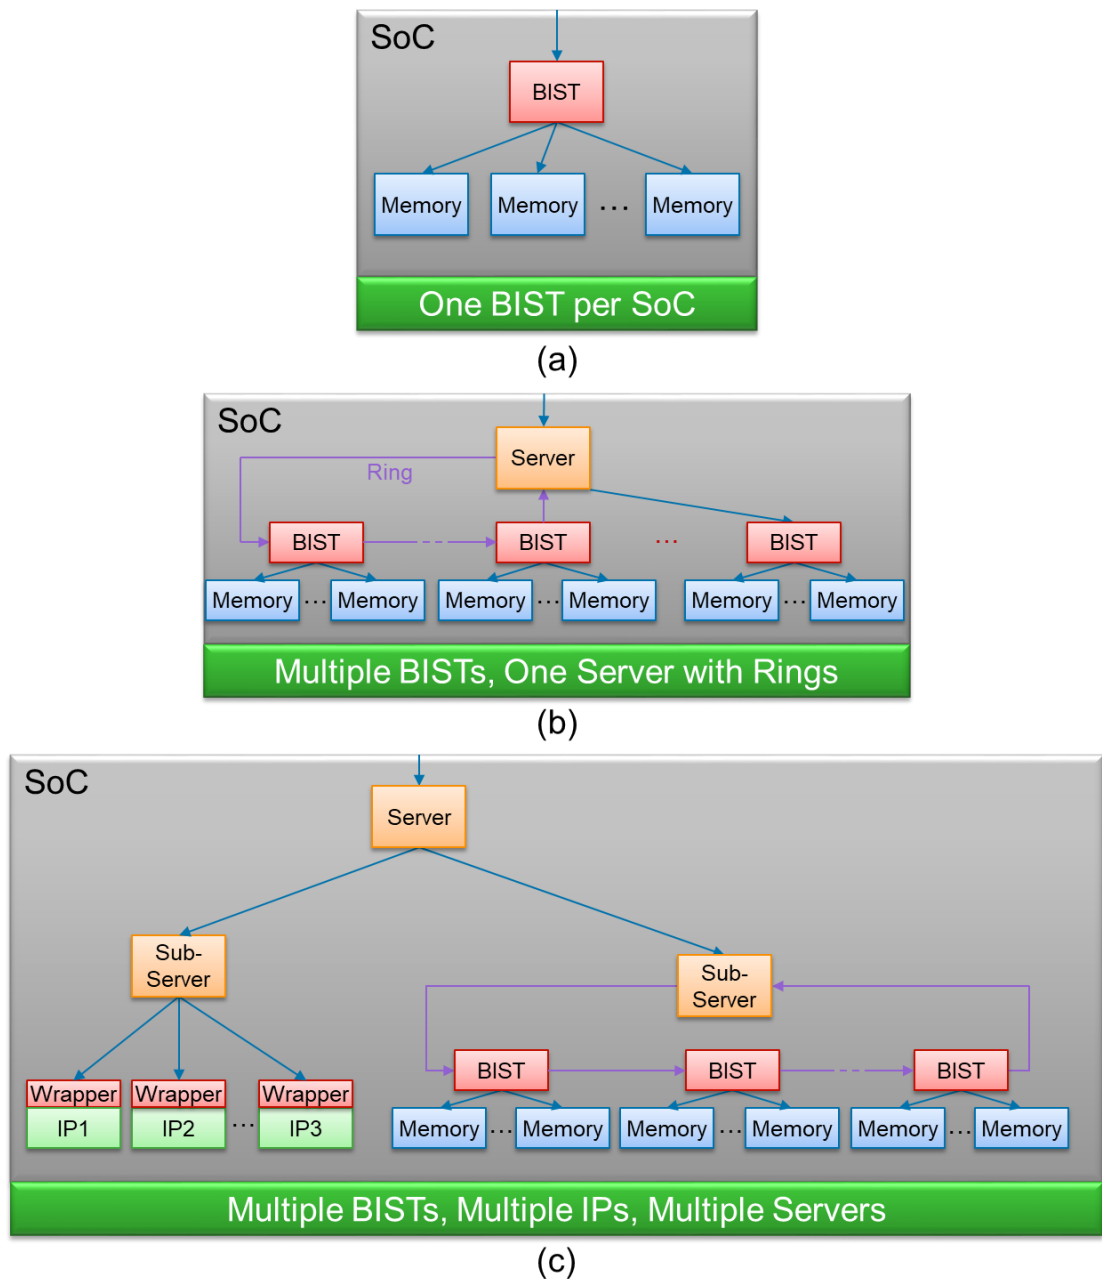 SoC
BIST
Memory Memory ... Memory
One BIST per SoC
(a)
SoC
Server
Ring
BIST BIST ... BIST
Memory ... Memory Memory ... Memory Memory ... Memory
Multiple BISTs, One Server with Rings
(b)
SoC
Server
Sub-
Server
Sub-
Server
BIST BIST BIST
Wrapper Wrapper Wrapper
IP1 IP2 ... IP3
Memory ... Memory Memory ... Memory Memory ... Memory
Multiple BISTs, Multiple IPs, Multiple Servers
(c)